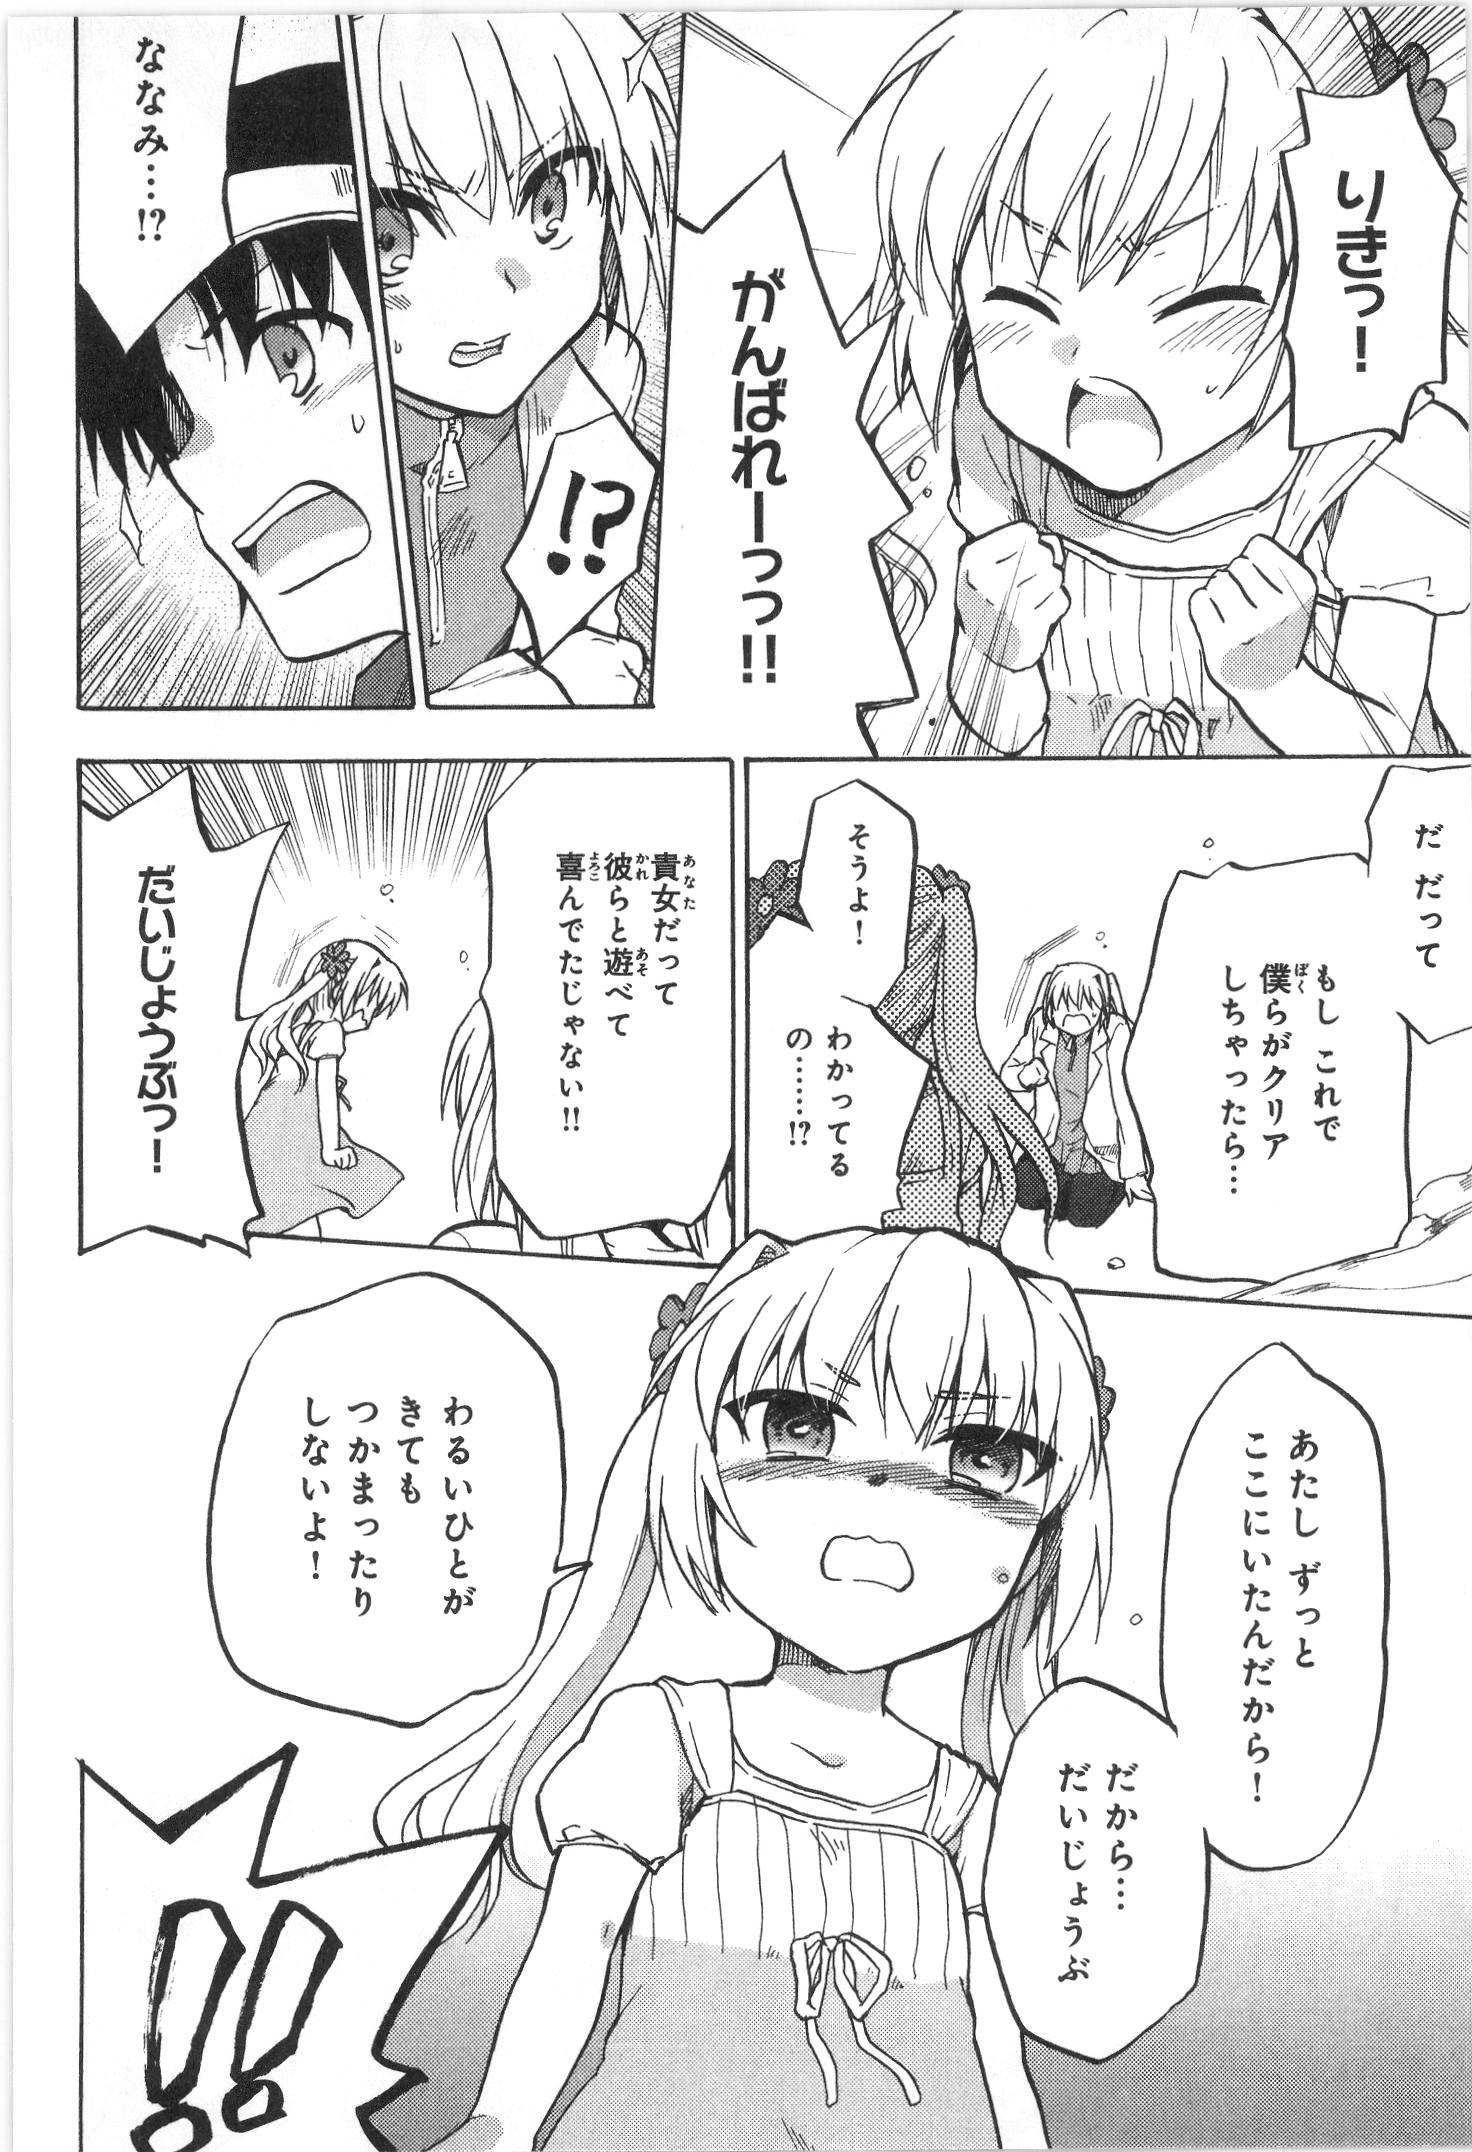 りきっ！
がんばれーっっ!!
!?
ななみ…!?
だ だって
もし これで
僕らがクリア
しちゃったら…
そうよ！
わかってる
の……!?
貴女だって
彼らと遊べて
喜んでたじゃない!!
だいじょうぶっ！
あたし ずっと
ここにいたんだから！
だから…
だいじょうぶ
わるいひとが
きても
つかまったり
しないよ！
!!